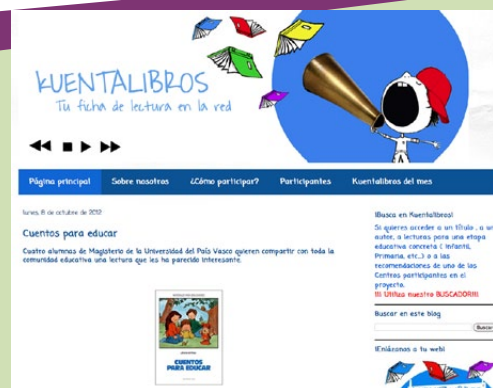 KUENTALIBROS
Tu ficha de lectura en la red
Página principal
Sobre nosotras
¿Cómo participar?
Participantes
Kuentalibros del mes
lunes, 8 de octubre de 2012
Cuentos para educar
Cuatro alumnas de Magisterio de la Universidad del País Vasco quieren compartir con toda la
comunidad educativa una lectura que les ha parecido interesante.
CUENTOS
PARA EDUCAR
¡Busca en Kuentalibros!
Si quieres acceder a un título , a un
autor, a lecturas para una etapa
educativa concreta ( Infantil,
Primaria, etc..) o a las
recomendaciones de uno de los
Centros participantes en el
proyecto.
!!! Utiliza nuestro BUSCADOR!!!
Buscar en este blog
Buscar
¡Enlázanos a tu web!